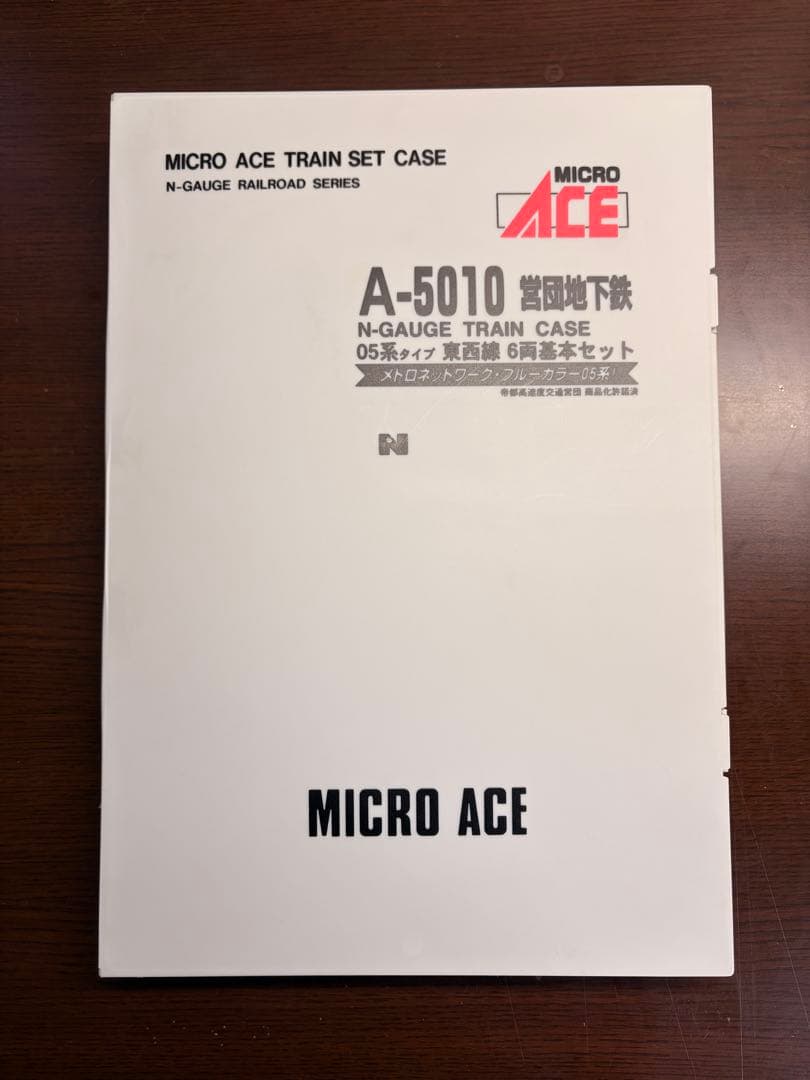 MICRO ACE TRAIN SET CASE
N-GAUGE RAILROAD SERIES
MICRO
ACE
A-5010 営団地下鉄
N-GAUGE TRAIN CASE
05系タイプ 東西線 6両基本セット
メトロネットワーク・ブルーカラー05系!
帝都高速度交通営団 商品化許諾済
N
MICRO ACE